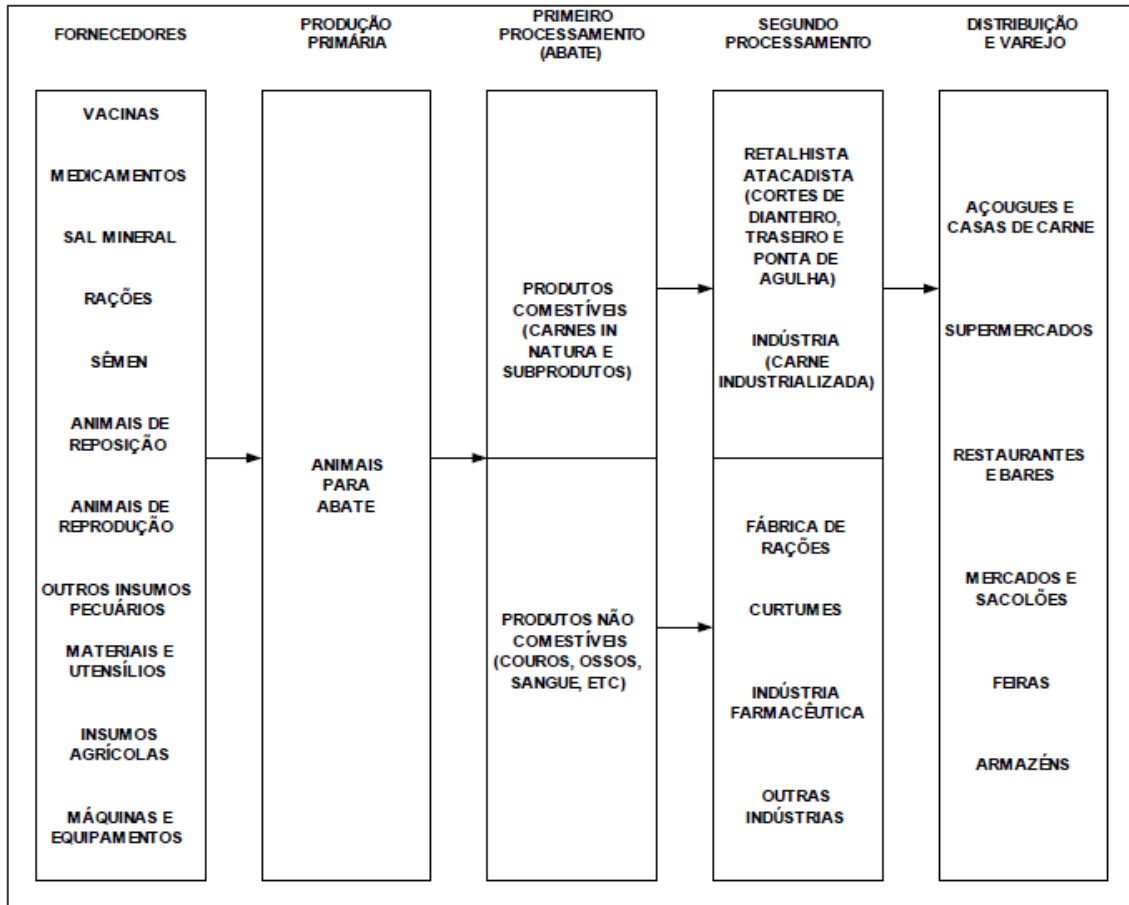 FORNECEDORES
PRODUÇÃO
PRIMÁRIA
PRIMEIRO
PROCESSAMENTO
(ABATE)
SEGUNDO
PROCESSAMENTO
DISTRIBUIÇÃO
E VAREJO
VACINAS
MEDICAMENTOS
SAL MINERAL
RAÇÕES
SÊMEN
ANIMAIS DE
REPOSIÇÃO
ANIMAIS DE
REPRODUÇÃO
OUTROS INSUMOS
PECUÁRIOS
MATERIAIS E
UTENSÍLIOS
INSUMOS
AGRÍCOLAS
MÁQUINAS E
EQUIPAMENTOS
ANIMAIS
PARA
ABATE
PRODUTOS
COMESTÍVEIS
(CARNES IN
NATURA E
SUBPRODUTOS)
PRODUTOS NÃO
COMESTÍVEIS
(COUROS, OSSOS,
SANGUE, ETC)
RETALHISTA
ATACADISTA
(CORTES DE
DIANTEIRO,
TRASEIRO E
PONTA DE
AGULHA)
INDÚSTRIA
(CARNE
INDUSTRIALIZADA)
FÁBRICA DE
RAÇÕES
CURTUMES
INDÚSTRIA
FARMACÊUTICA
OUTRAS
INDÚSTRIAS
AÇOUGUES E
CASAS DE CARNE
SUPERMERCADOS
RESTAURANTES
E BARES
MERCADOS E
SACOLÕES
FEIRAS
ARMAZÉNS